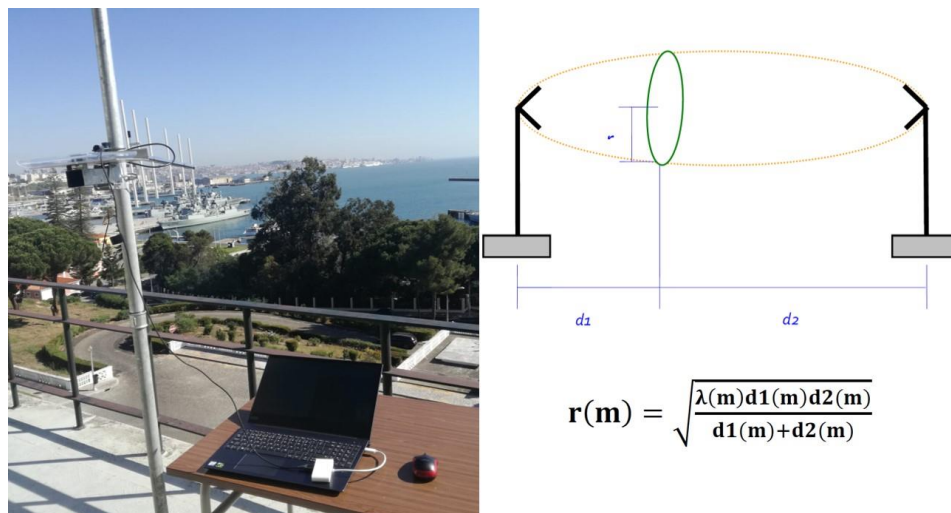 r
d1
d2
r(m) = √(λ(m)d1(m)d2(m) / d1(m)+d2(m))